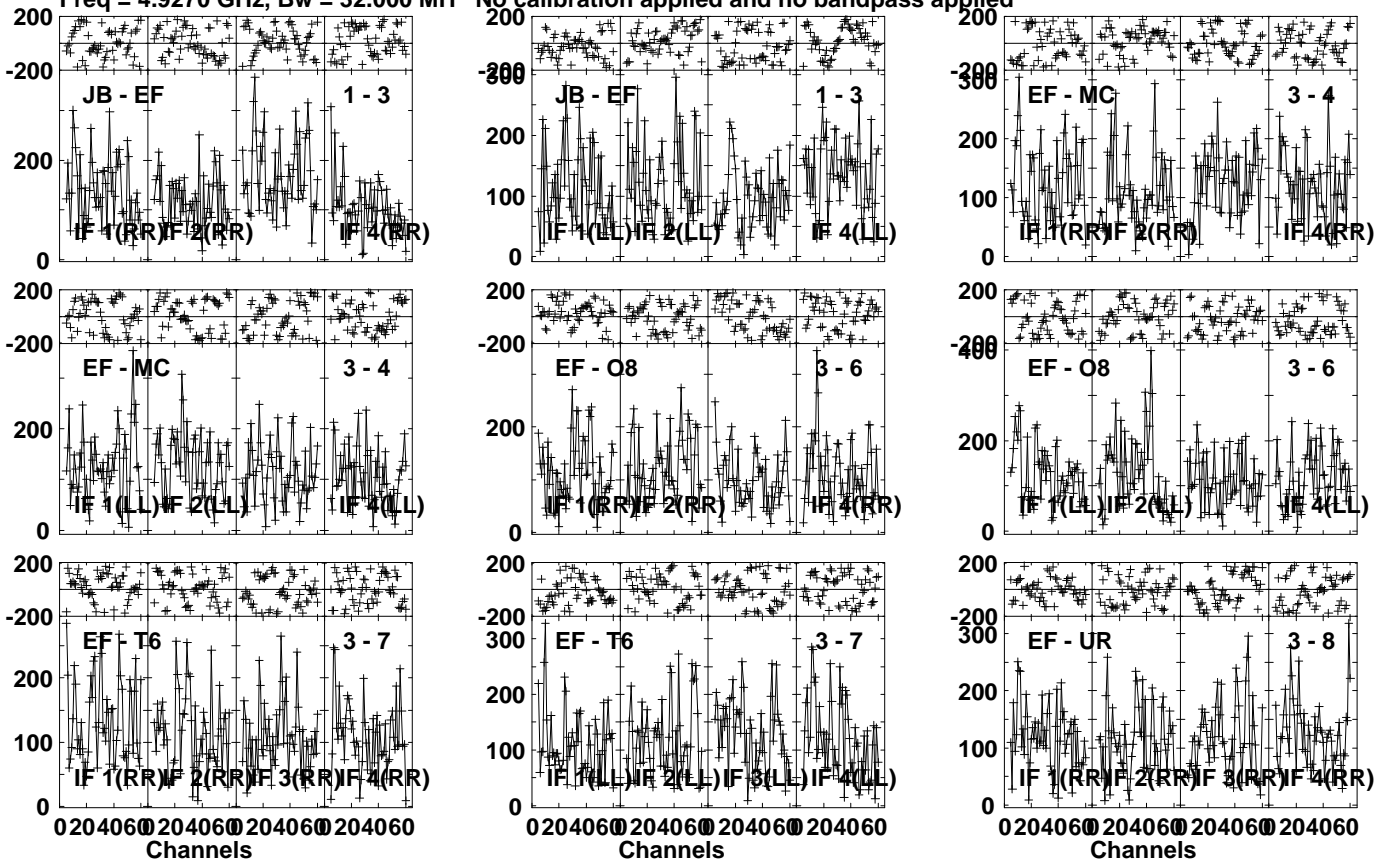 Freq = 4.9270 GHz, Bw = 32.000 MH No calibration applied and no bandpass applied
200
-200
JB - EF
1 - 3
200
0
IF 1(RR)
IF 2(RR)
IF 4(RR)
200
-200
300
JB - EF
1 - 3
200
100
0
IF 1(LL)
IF 2(LL)
IF 4(LL)
200
-200
300
EF - MC
3 - 4
200
100
0
IF 1(RR)
IF 2(RR)
IF 4(RR)
200
-200
EF - MC
3 - 4
200
0
IF 1(LL)
IF 2(LL)
IF 4(LL)
200
-200
EF - O8
3 - 6
200
0
IF 1(RR)
IF 2(RR)
IF 4(RR)
200
-200
400
EF - O8
3 - 6
200
0
IF 1(LL)
IF 2(LL)
IF 4(LL)
200
-200
EF - T6
3 - 7
200
100
0
IF 1(RR)
IF 2(RR)
IF 3(RR)
IF 4(RR)
0 20 40 60 0 20 40 60 0 20 40 60 0 20 40 60
Channels
200
-200
300
EF - T6
3 - 7
200
100
0
IF 1(LL)
IF 2(LL)
IF 3(LL)
IF 4(LL)
0 20 40 60 0 20 40 60 0 20 40 60 0 20 40 60
Channels
200
-200
300
EF - UR
3 - 8
200
100
0
IF 1(RR)
IF 2(RR)
IF 3(RR)
IF 4(RR)
0 20 40 60 0 20 40 60 0 20 40 60 0 20 40 60
Channels